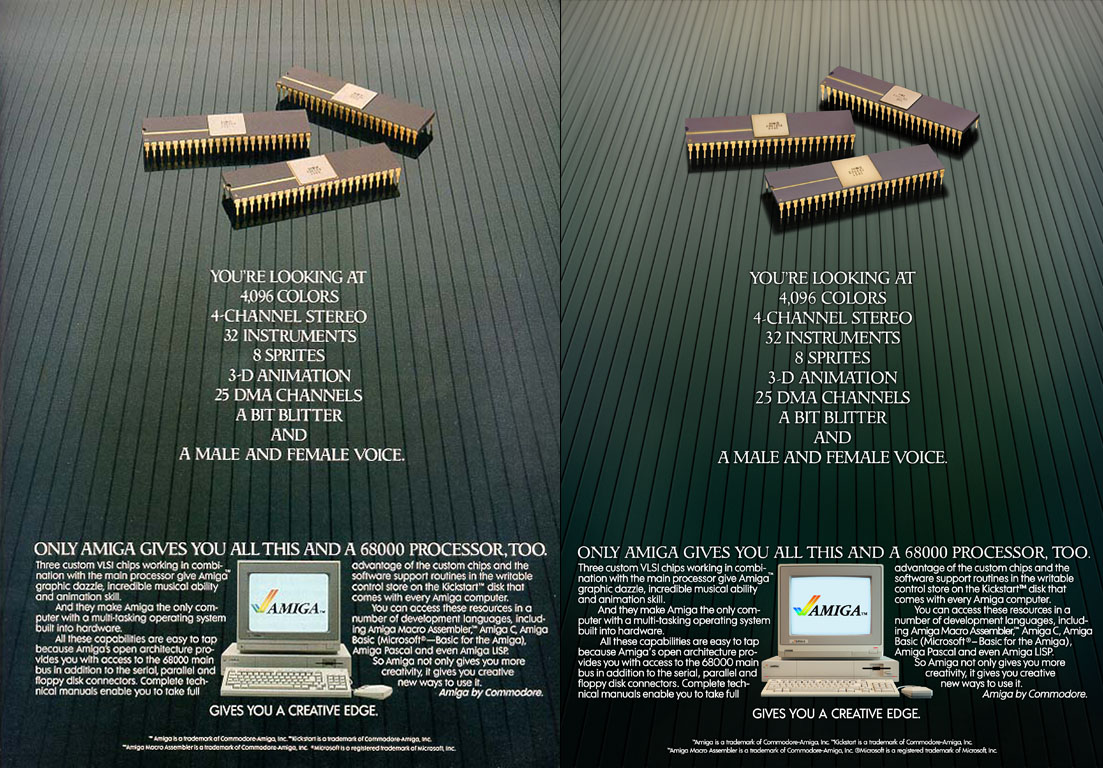 YOU'RE LOOKING AT
4,096 COLORS
4-CHANNEL STEREO
32 INSTRUMENTS
8 SPRITES
3-D ANIMATION
25 DMA CHANNELS
A BIT BLITTER
AND
A MALE AND FEMALE VOICE.
ONLY AMIGA GIVES YOU ALL THIS AND A 68000 PROCESSOR, TOO.
Three custom VLSI chips working in combi-
nation with the main processor give Amiga™
graphic dazzle, incredible musical ability
and animation skill.
And they make Amiga the only com-
puter with a multi-tasking operating system
built into hardware.
All these capabilities are easy to tap
because Amiga's open architecture pro-
vides you with access to the 68000 main
bus in addition to the serial, parallel and
floppy disk connectors. Complete tech-
nical manuals enable you to take full
AMIGA™
advantage of the custom chips and the
software support routines in the writable
control store on the Kickstart™ disk that
comes with every Amiga computer.
You can access these resources in a
number of development languages, includ-
ing Amiga Macro Assembler,™ Amiga C, Amiga
Basic (Microsoft®—Basic for the Amiga),
Amiga Pascal and even Amiga LISP.
So Amiga not only gives you more
creativity, it gives you creative
new ways to use it.
Amiga by Commodore.
GIVES YOU A CREATIVE EDGE.
™ Amiga is a trademark of Commodore-Amiga, Inc. ™Kickstart is a trademark of Commodore-Amiga, Inc.
™Amiga Macro Assembler is a trademark of Commodore-Amiga, Inc. ®Microsoft is a registered trademark of Microsoft, Inc.
YOU'RE LOOKING AT
4,096 COLORS
4-CHANNEL STEREO
32 INSTRUMENTS
8 SPRITES
3-D ANIMATION
25 DMA CHANNELS
A BIT BLITTER
AND
A MALE AND FEMALE VOICE.
ONLY AMIGA GIVES YOU ALL THIS AND A 68000 PROCESSOR, TOO.
Three custom VLSI chips working in combi-
nation with the main processor give Amiga™
graphic dazzle, incredible musical ability
and animation skill.
And they make Amiga the only com-
puter with a multi-tasking operating system
built into hardware.
All these capabilities are easy to tap
because Amiga's open architecture pro-
vides you with access to the 68000 main
bus in addition to the serial, parallel and
floppy disk connectors. Complete tech-
nical manuals enable you to take full
AMIGA™
advantage of the custom chips and the
software support routines in the writable
control store on the Kickstart™ disk that
comes with every Amiga computer.
You can access these resources in a
number of development languages, includ-
ing Amiga Macro Assembler,™ Amiga C, Amiga
Basic (Microsoft®—Basic for the Amiga),
Amiga Pascal and even Amiga LISP.
So Amiga not only gives you more
creativity, it gives you creative
new ways to use it.
Amiga by Commodore.
GIVES YOU A CREATIVE EDGE.
™Amiga is a trademark of Commodore-Amiga, Inc. ™Kickstart is a trademark of Commodore-Amiga, Inc.
™Amiga Macro Assembler is a trademark of Commodore-Amiga, Inc. ®Microsoft is a registered trademark of Microsoft, Inc.